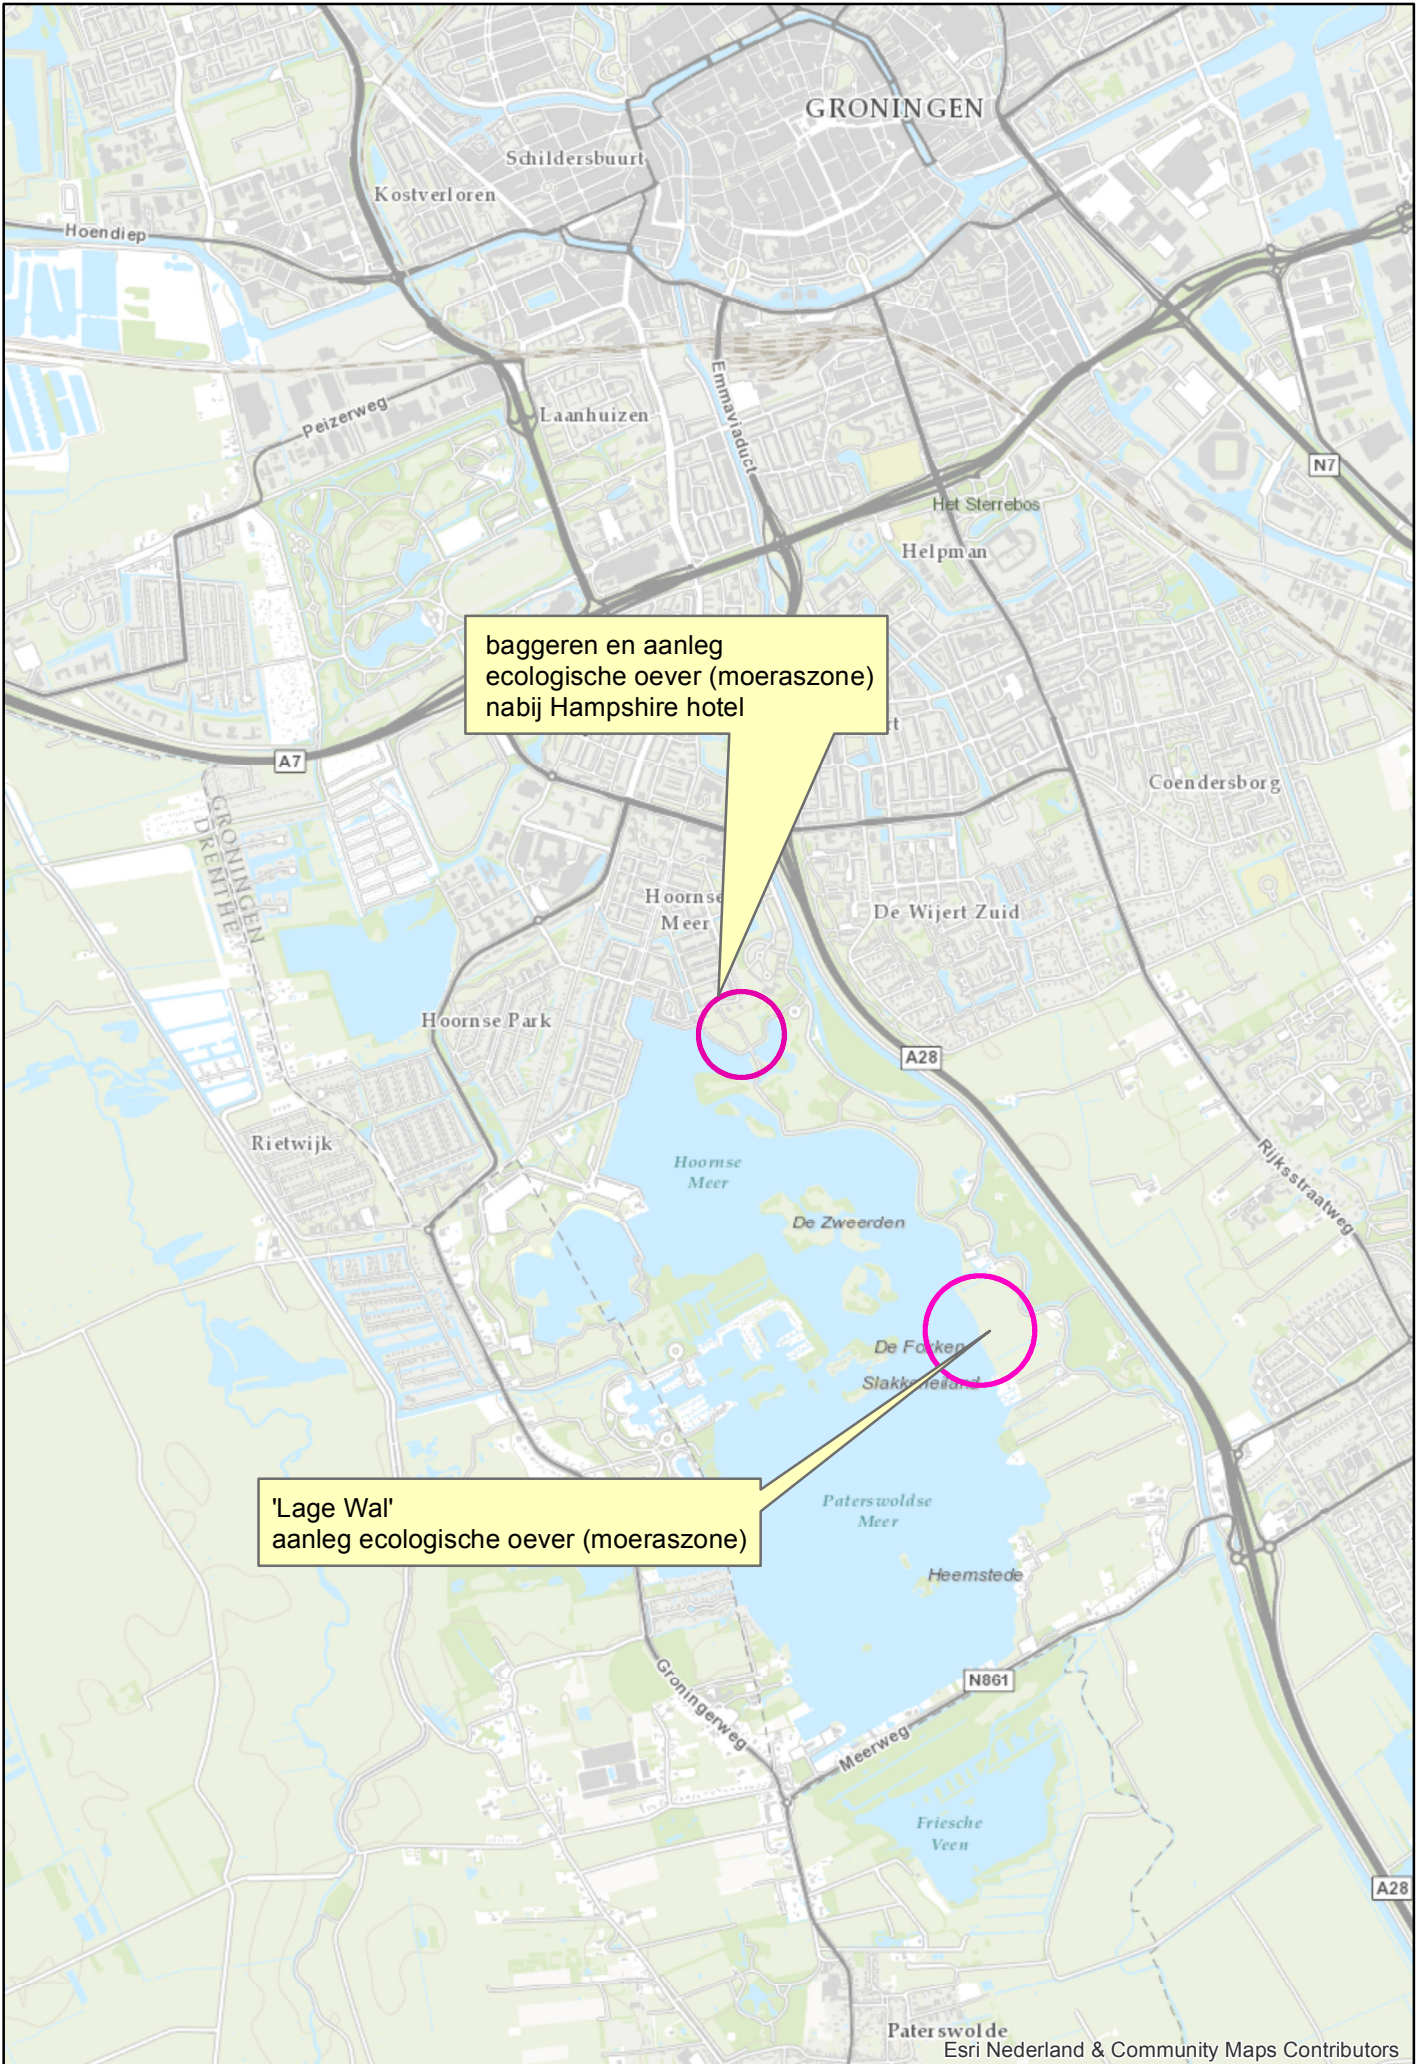 GRONINGEN
Schildersbuurt
Kostverloren
Hoendiep
Peizerweg
Laanhuizen
Emmaviaduct
N7
Het Sterrebos
Helpman
baggeren en aanleg
ecologische oever (moeraszone)
nabij Hampshire hotel
A7
Coendersborg
GRONINGEN
DRENTHE
Hoornse
Meer
De Wijert Zuid
Hoornse Park
A28
Rietwijk
Rijksstraatweg
Hoornse
Meer
De Zweerden
De Fokken
Slakkeneiland
'Lage Wal'
aanleg ecologische oever (moeraszone)
Paterswoldse
Meer
Heemstede
N861
Groningerweg
Meerweg
Friesche
Veen
A28
Paterswolde
Esri Nederland & Community Maps Contributors